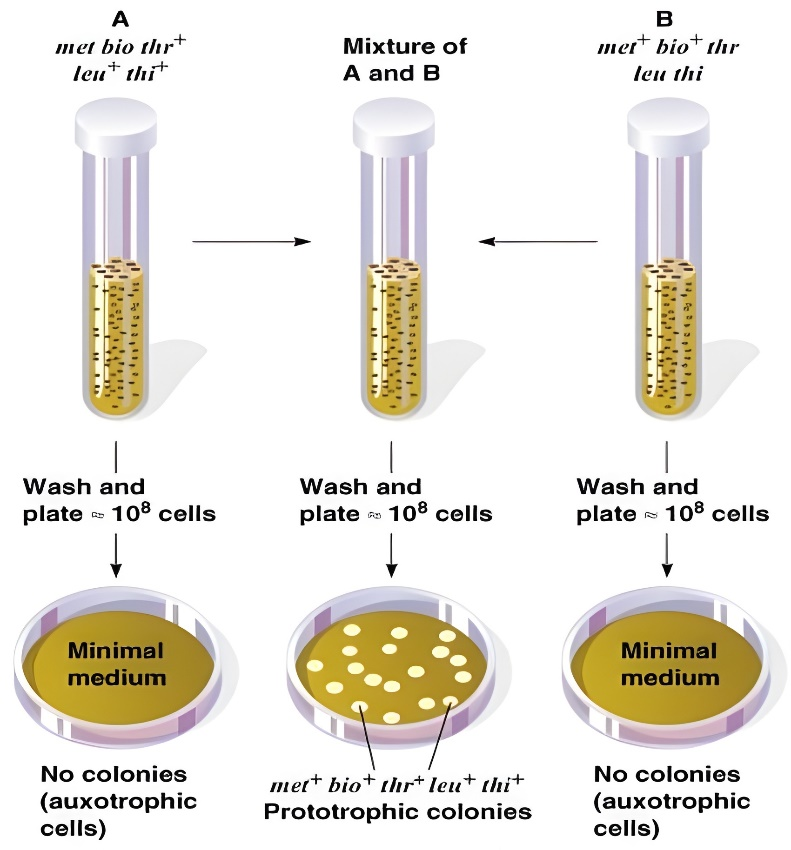 A
met bio thr⁺
leu⁺ thi⁺
Mixture of
A and B
B
met⁺ bio⁺ thr
leu thi
Wash and
plate ≈ 10⁸ cells
Wash and
plate ≈ 10⁸ cells
Wash and
plate ≈ 10⁸ cells
Minimal
medium
Minimal
medium
No colonies
(auxotrophic
cells)
met⁺ bio⁺ thr⁺ leu⁺ thi⁺
Prototrophic colonies
No colonies
(auxotrophic
cells)